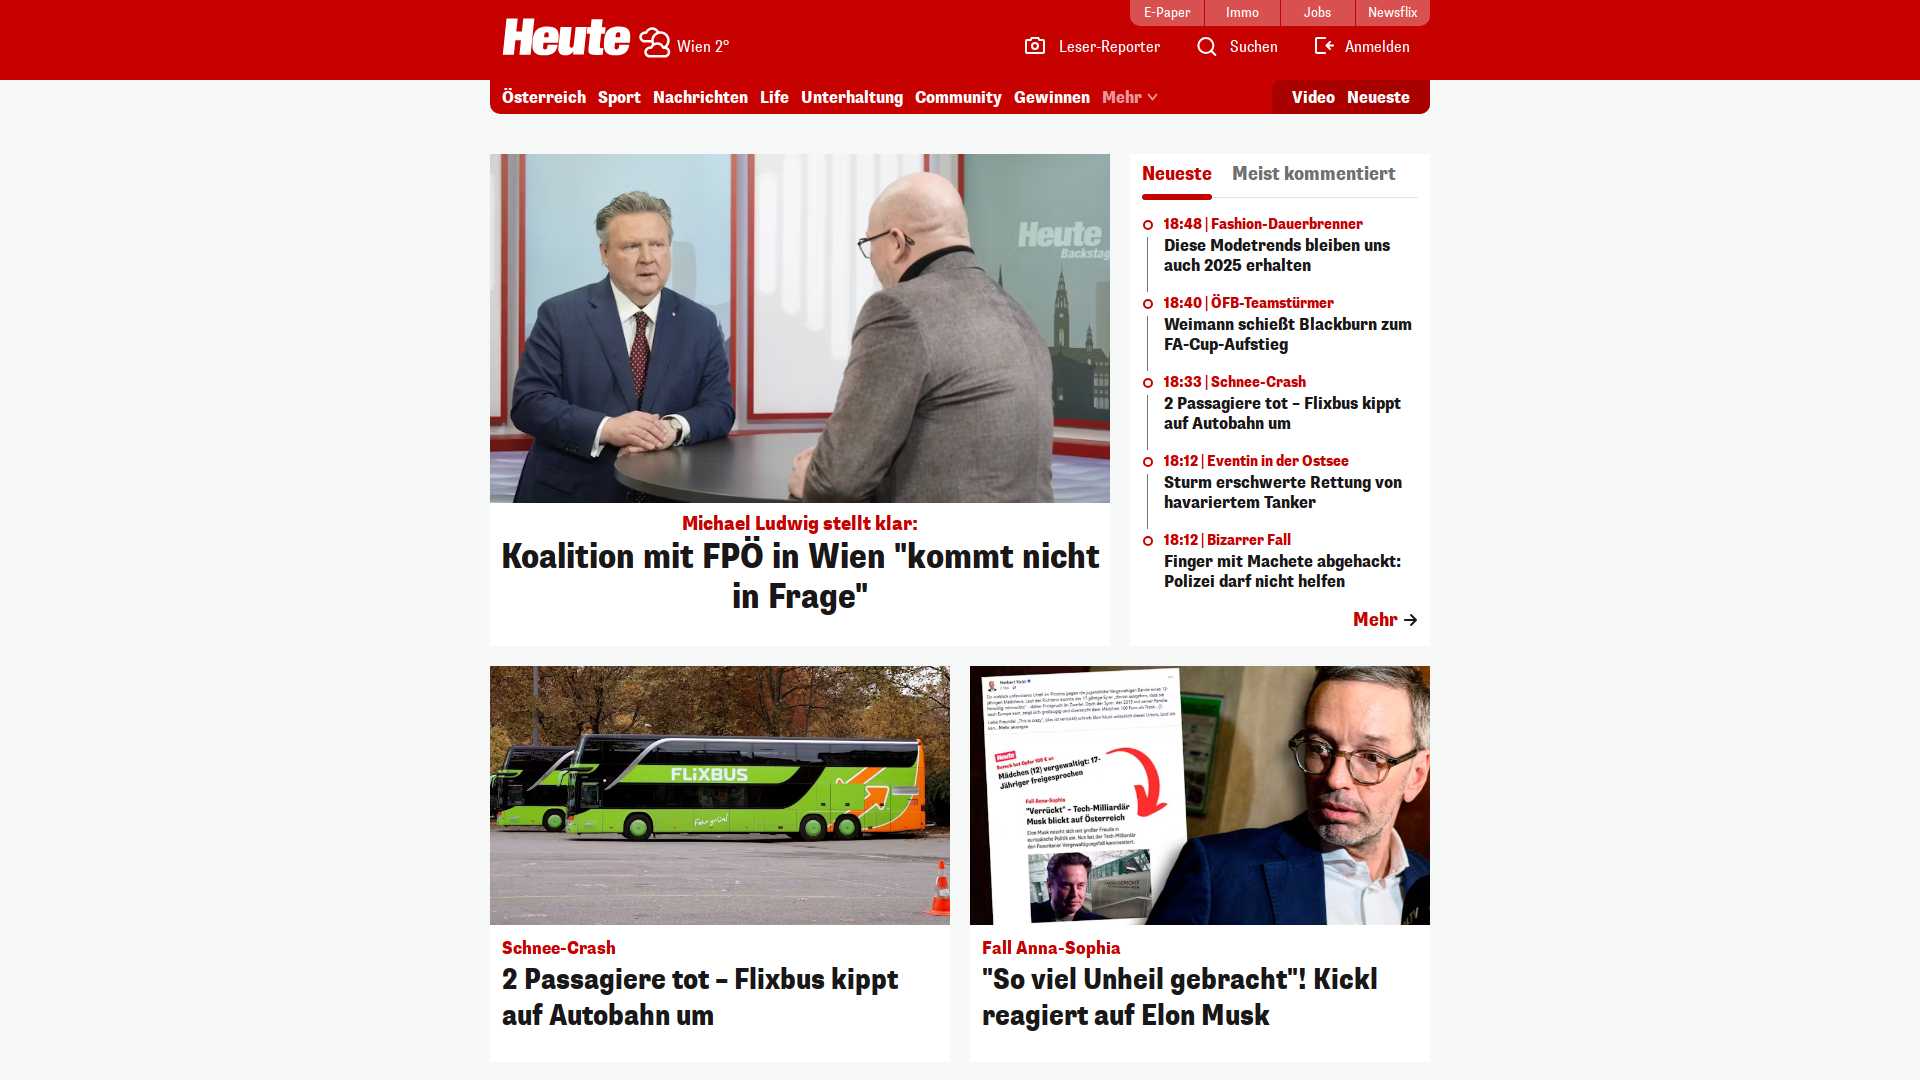 E-Paper
Immo
Jobs
Newsflix
Heute
Wien 2°
Leser-Reporter
Suchen
Anmelden
Österreich
Sport
Nachrichten
Life
Unterhaltung
Community
Gewinnen
Mehr
Video
Neueste
Heute
Backstag
Michael Ludwig stellt klar:
Koalition mit FPÖ in Wien "kommt nicht
in Frage"
Neueste
Meist kommentiert
18:48 | Fashion-Dauerbrenner
Diese Modetrends bleiben uns
auch 2025 erhalten
18:40 | ÖFB-Teamstürmer
Weimann schießt Blackburn zum
FA-Cup-Aufstieg
18:33 | Schnee-Crash
2 Passagiere tot – Flixbus kippt
auf Autobahn um
18:12 | Eventin in der Ostsee
Sturm erschwerte Rettung von
havariertem Tanker
18:12 | Bizarrer Fall
Finger mit Machete abgehackt:
Polizei darf nicht helfen
Mehr
FLiXBUS
Fahr grün!
Schnee-Crash
2 Passagiere tot – Flixbus kippt
auf Autobahn um
Heute
Mädchen (12) vergewaltigt: 17-
Jähriger freigesprochen
Fall Anna-Sophia
"Verrückt" – Tech-Milliardär
Musk blickt auf Österreich
Fall Anna-Sophia
"So viel Unheil gebracht"! Kickl
reagiert auf Elon Musk